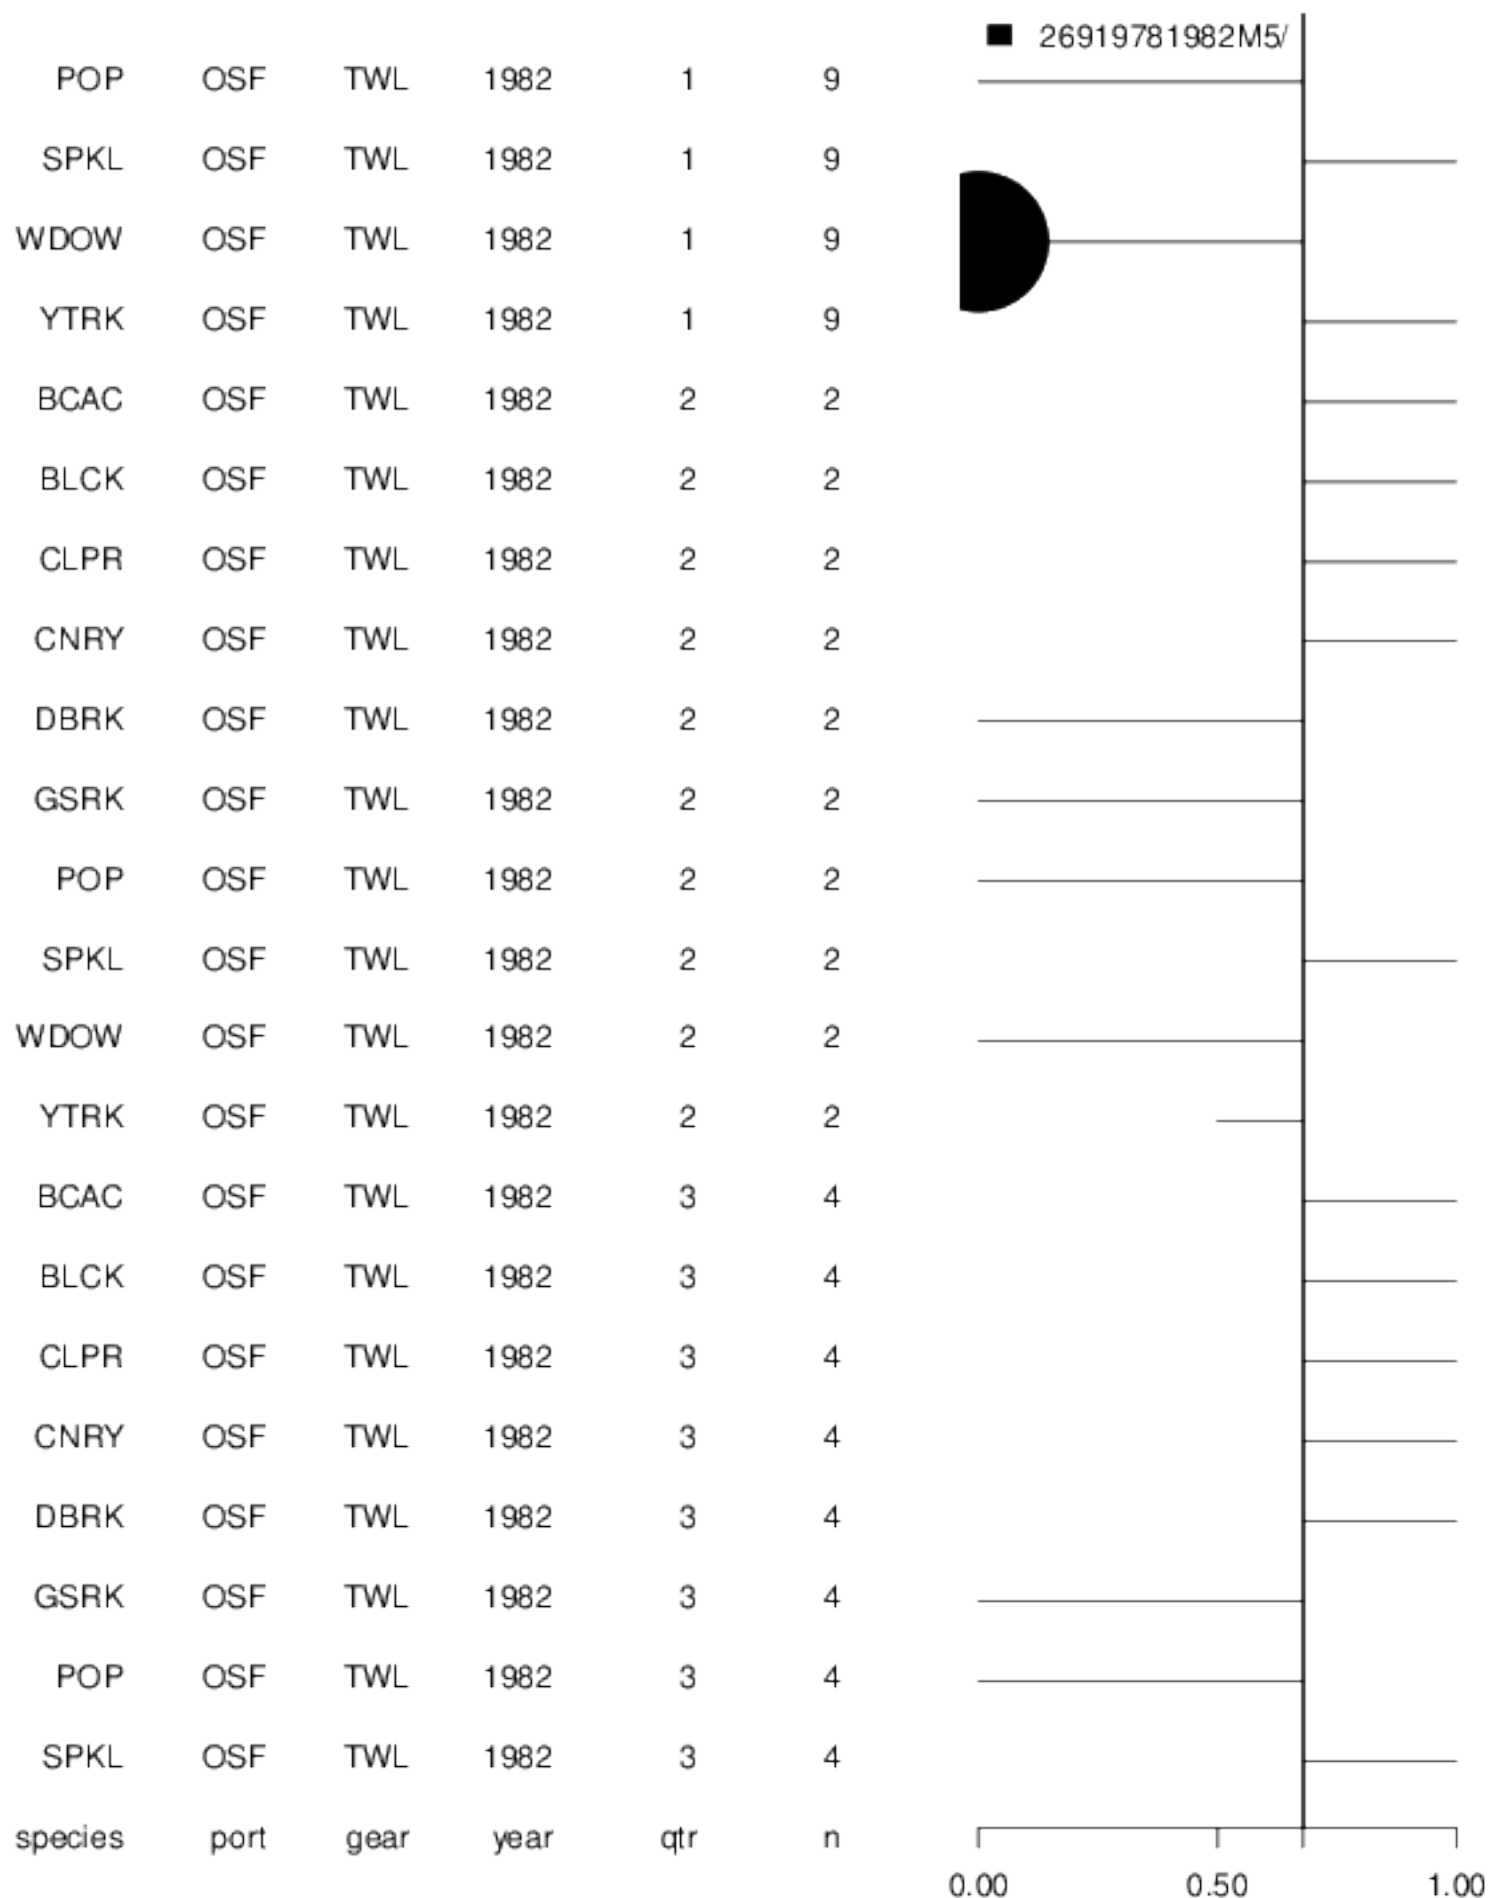 26919781982M5/
POP OSF TWL 1982 1 9
SPKL OSF TWL 1982 1 9
WDOW OSF TWL 1982 1 9
YTRK OSF TWL 1982 1 9
BCAC OSF TWL 1982 2 2
BLCK OSF TWL 1982 2 2
CLPR OSF TWL 1982 2 2
CNRY OSF TWL 1982 2 2
DBRK OSF TWL 1982 2 2
GSRK OSF TWL 1982 2 2
POP OSF TWL 1982 2 2
SPKL OSF TWL 1982 2 2
WDOW OSF TWL 1982 2 2
YTRK OSF TWL 1982 2 2
BCAC OSF TWL 1982 3 4
BLCK OSF TWL 1982 3 4
CLPR OSF TWL 1982 3 4
CNRY OSF TWL 1982 3 4
DBRK OSF TWL 1982 3 4
GSRK OSF TWL 1982 3 4
POP OSF TWL 1982 3 4
SPKL OSF TWL 1982 3 4
species port gear year qtr n
0.00 0.50 1.00